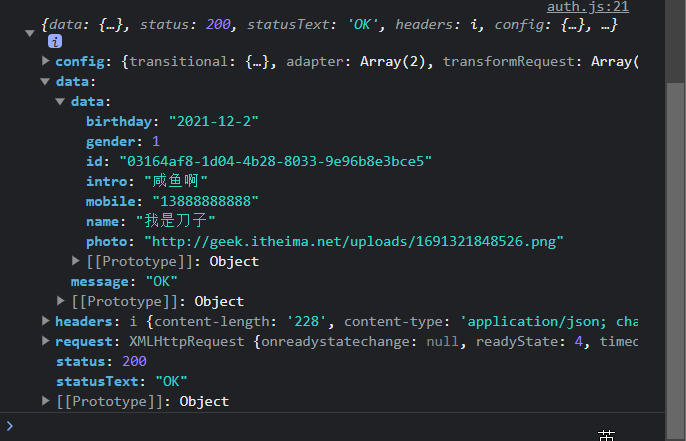 auth.js:21
{data: {…}, status: 200, statusText: 'OK', headers: i, config: {…}, …}
i
config: {transitional: {…}, adapter: Array(2), transformRequest: Array(
data:
data:
birthday: "2021-12-2"
gender: 1
id: "03164af8-1d04-4b28-8033-9e96b8e3bce5"
intro: "咸鱼啊"
mobile: "13888888888"
name: "我是刀子"
photo: "http://geek.itheima.net/uploads/1691321848526.png"
[[Prototype]]: Object
message: "OK"
[[Prototype]]: Object
headers: i {content-length: '228', content-type: 'application/json; cha
request: XMLHttpRequest {onreadystatechange: null, readyState: 4, timeo
status: 200
statusText: "OK"
[[Prototype]]: Object